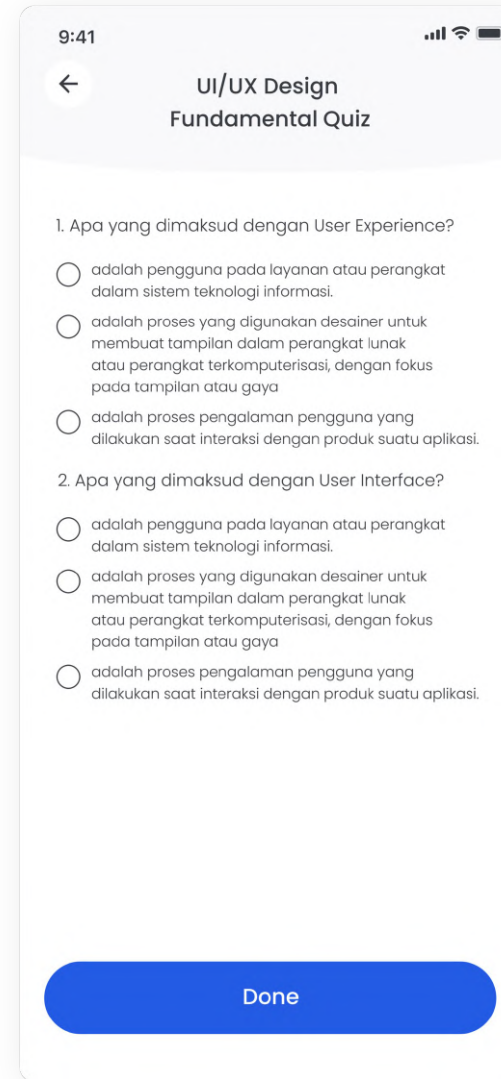 9:41
UI/UX Design
Fundamental Quiz
1. Apa yang dimaksud dengan User Experience?
adalah pengguna pada layanan atau perangkat
dalam sistem teknologi informasi.
adalah proses yang digunakan desainer untuk
membuat tampilan dalam perangkat lunak
atau perangkat terkomputerisasi, dengan fokus
pada tampilan atau gaya
adalah proses pengalaman pengguna yang
dilakukan saat interaksi dengan produk suatu aplikasi.
2. Apa yang dimaksud dengan User Interface?
adalah pengguna pada layanan atau perangkat
dalam sistem teknologi informasi.
adalah proses yang digunakan desainer untuk
membuat tampilan dalam perangkat lunak
atau perangkat terkomputerisasi, dengan fokus
pada tampilan atau gaya
adalah proses pengalaman pengguna yang
dilakukan saat interaksi dengan produk suatu aplikasi.
Done